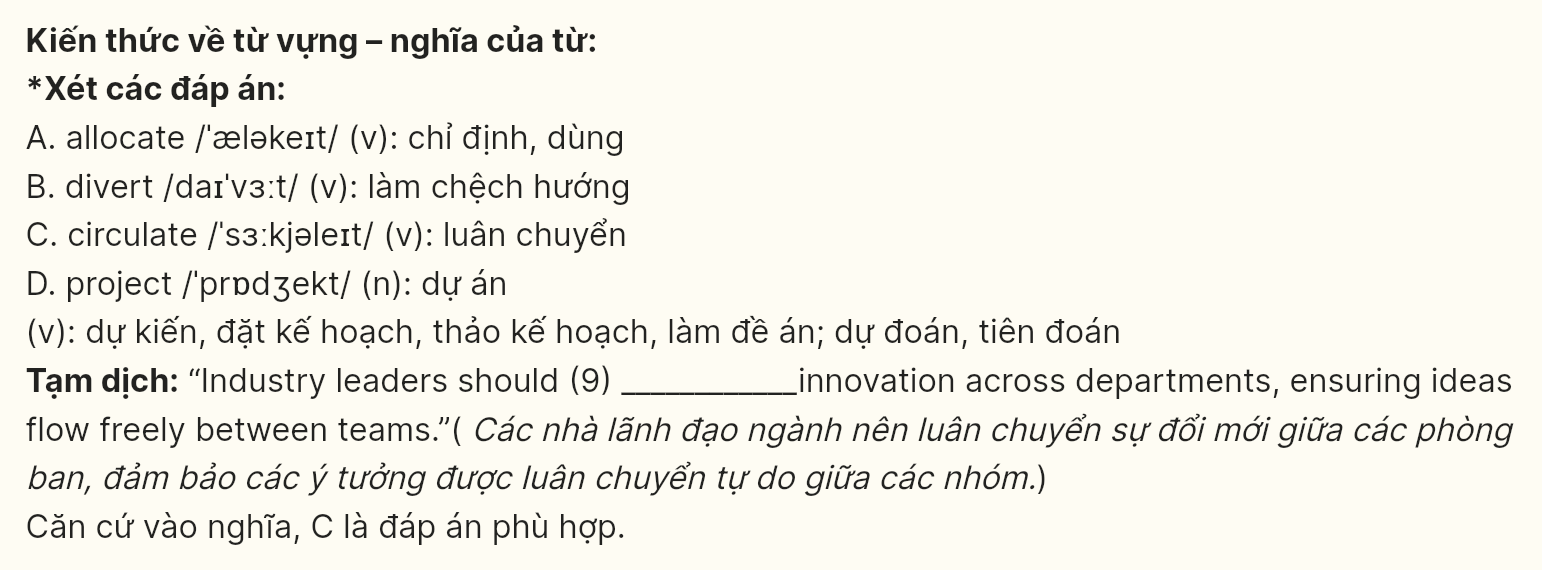 Kiến thức về từ vựng – nghĩa của từ:
*Xét các đáp án:
A. allocate /ˈæləkeɪt/ (v): chỉ định, dùng
B. divert /daɪˈvɜːt/ (v): làm chệch hướng
C. circulate /ˈsɜːkjəleɪt/ (v): luân chuyển
D. project /ˈprɒdʒekt/ (n): dự án
(v): dự kiến, đặt kế hoạch, thảo kế hoạch, làm đề án; dự đoán, tiên đoán
Tạm dịch: “Industry leaders should (9) ____________innovation across departments, ensuring ideas
flow freely between teams.”( Các nhà lãnh đạo ngành nên luân chuyển sự đổi mới giữa các phòng
ban, đảm bảo các ý tưởng được luân chuyển tự do giữa các nhóm.)
Căn cứ vào nghĩa, C là đáp án phù hợp.